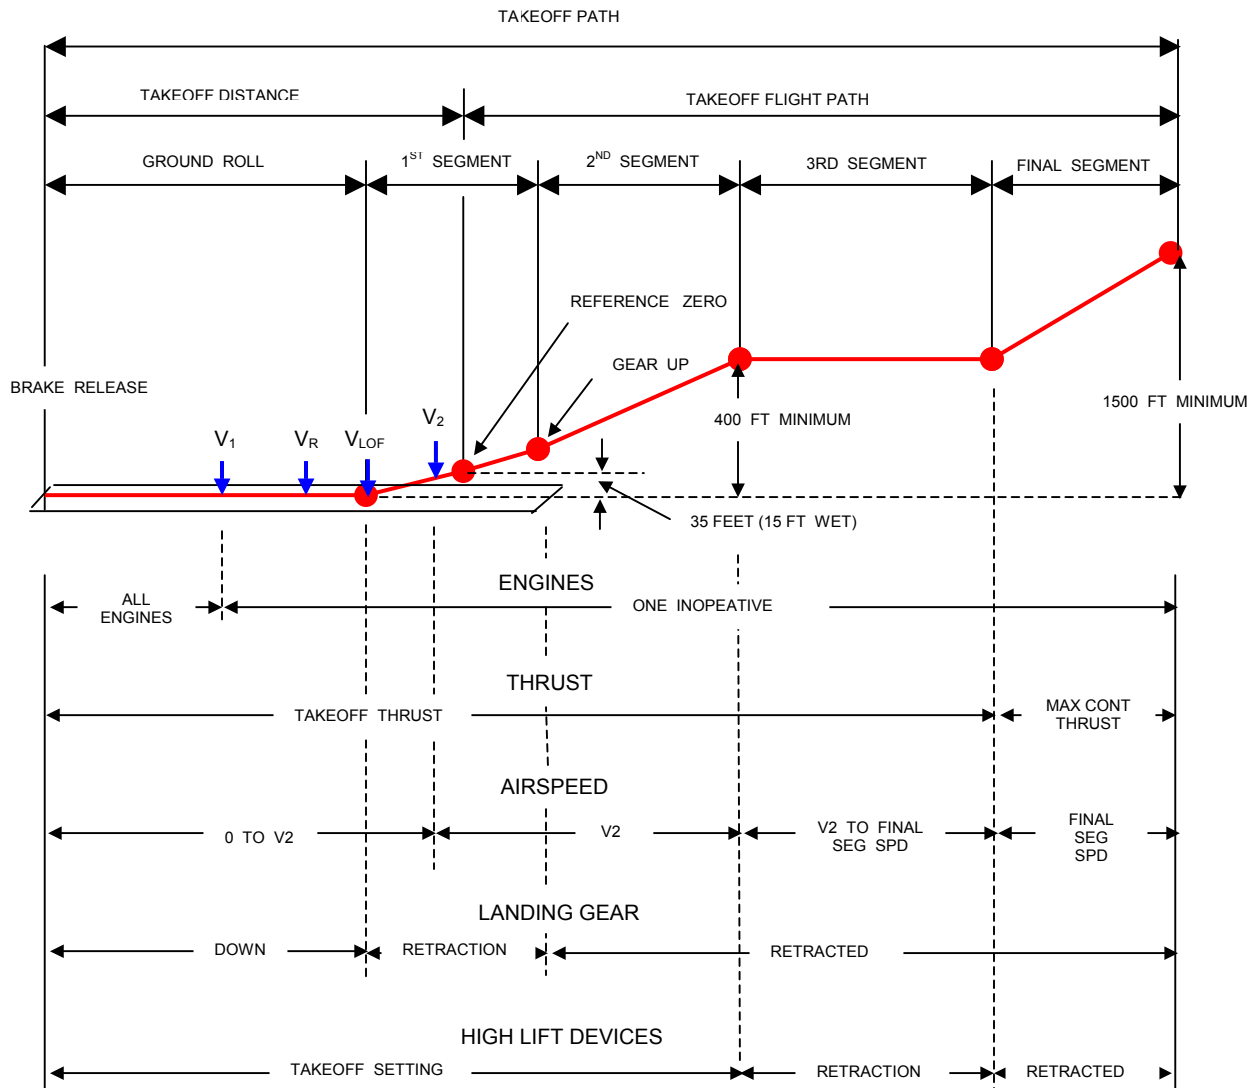 TAKEOFF PATH
TAKEOFF DISTANCE
TAKEOFF FLIGHT PATH
GROUND ROLL
1ST SEGMENT
2ND SEGMENT
3RD SEGMENT
FINAL SEGMENT
REFERENCE ZERO
GEAR UP
BRAKE RELEASE
400 FT MINIMUM
1500 FT MINIMUM
V1
VR
VLOF
V2
35 FEET (15 FT WET)
ENGINES
ALL
ENGINES
ONE INOPEATIVE
THRUST
TAKEOFF THRUST
MAX CONT
THRUST
AIRSPEED
0 TO V2
V2
V2 TO FINAL
SEG SPD
FINAL
SEG
SPD
LANDING GEAR
DOWN
RETRACTION
RETRACTED
HIGH LIFT DEVICES
TAKEOFF SETTING
RETRACTION
RETRACTED